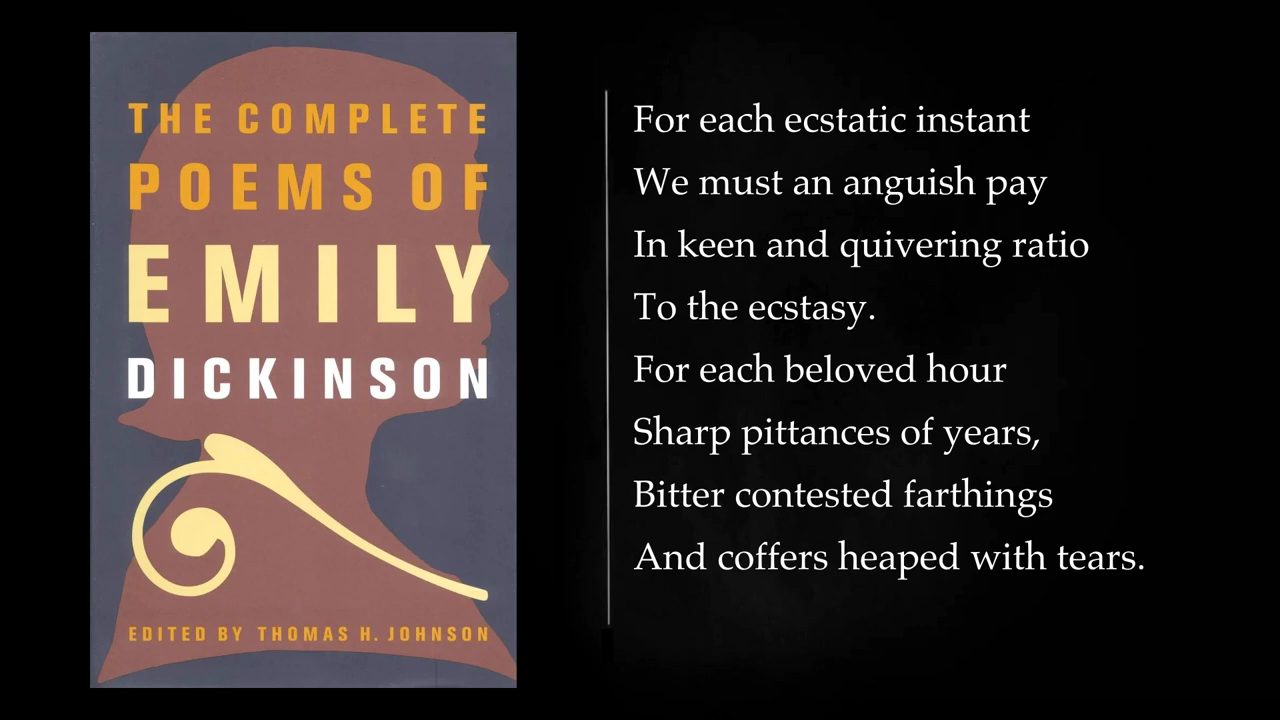 THE COMPLETE
POEMS OF
EMILY
DICKINSON
EDITED BY THOMAS H. JOHNSON
For each ecstatic instant
We must an anguish pay
In keen and quivering ratio
To the ecstasy.
For each beloved hour
Sharp pittances of years,
Bitter contested farthings
And coffers heaped with tears.